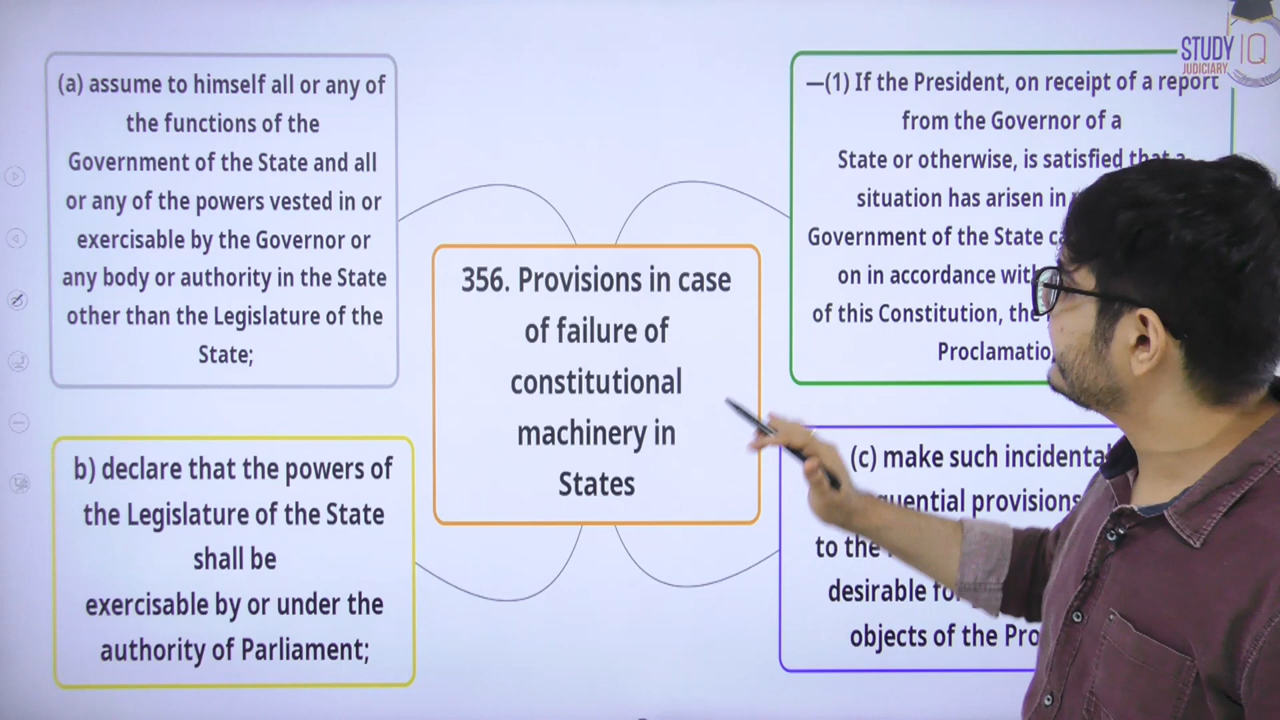 STUDY IQ
JUDICIARY
(a) assume to himself all or any of
the functions of the
Government of the State and all
or any of the powers vested in or
exercisable by the Governor or
any body or authority in the State
other than the Legislature of the
State;
—(1) If the President, on receipt of a report
from the Governor of a
State or otherwise, is satisfied that a
situation has arisen in
Government of the State
on in accordance with
of this Constitution, the
Proclamatio
356. Provisions in case
of failure of
constitutional
machinery in
States
b) declare that the powers of
the Legislature of the State
shall be
exercisable by or under the
authority of Parliament;
(c) make such incidental
provisions
to the
desirable
objects of the